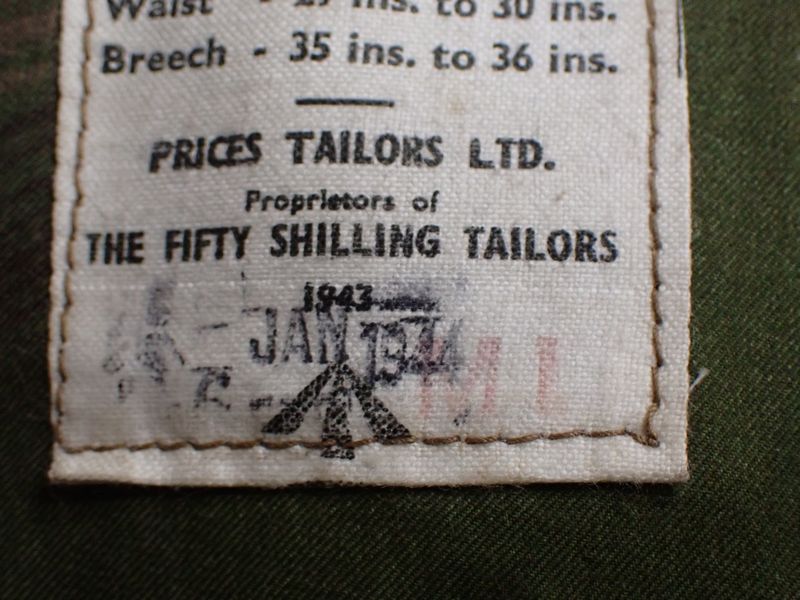 Waist - 29 ins. to 30 ins.
Breech - 35 ins. to 36 ins.
PRICES TAILORS LTD.
Proprietors of
THE FIFTY SHILLING TAILORS
1943
JAN 1944
M I